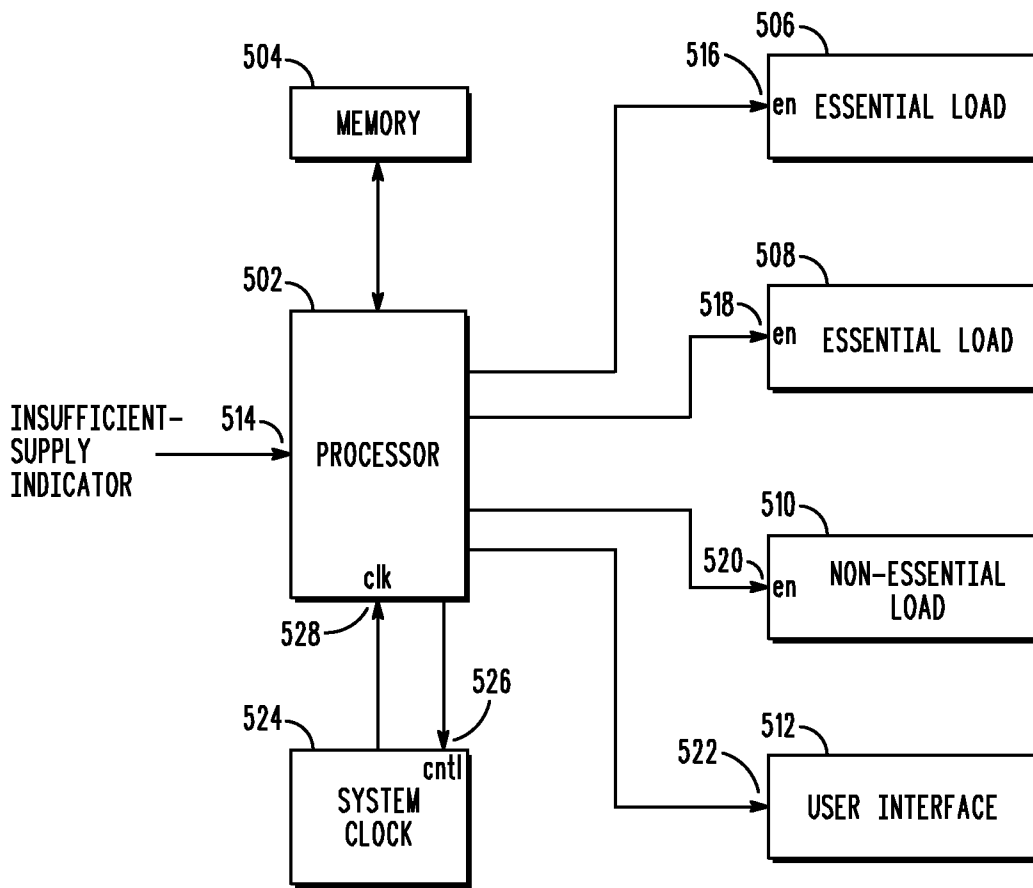 506
516
en ESSENTIAL LOAD
504
MEMORY
508
518
en ESSENTIAL LOAD
502
INSUFFICIENT-
SUPPLY
INDICATOR
514
PROCESSOR
clk
528
510
520
en
NON-ESSENTIAL
LOAD
526
524
cntl
SYSTEM
CLOCK
512
522
USER INTERFACE